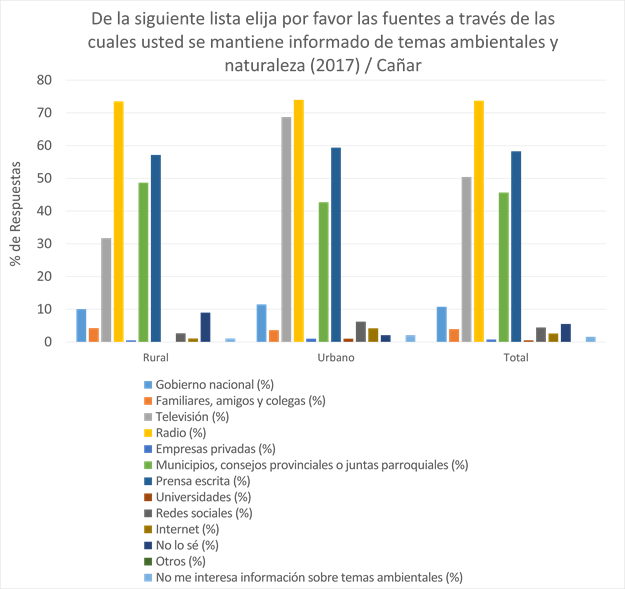 De la siguiente lista elija por favor las fuentes a través de las
cuales usted se mantiene informado de temas ambientales y
naturaleza (2017) / Cañar
% de Respuestas
80
70
60
50
40
30
20
10
0
Rural
Urbano
Total
Gobierno nacional (%)
Familiares, amigos y colegas (%)
Televisión (%)
Radio (%)
Empresas privadas (%)
Municipios, consejos provinciales o juntas parroquiales (%)
Prensa escrita (%)
Universidades (%)
Redes sociales (%)
Internet (%)
No lo sé (%)
Otros (%)
No me interesa información sobre temas ambientales (%)